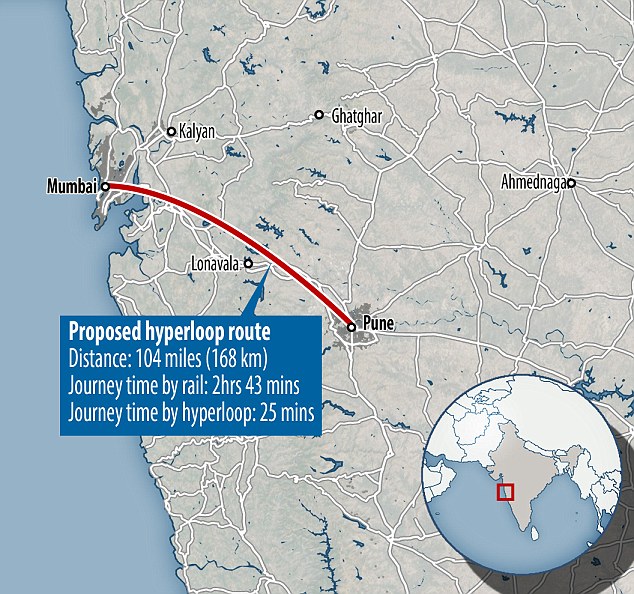 Ghatghar
Kalyan
Ahmednaga
Mumbai
Lonavala
Pune
Proposed hyperloop route
Distance: 104 miles (168 km)
Journey time by rail: 2hrs 43 mins
Journey time by hyperloop: 25 mins